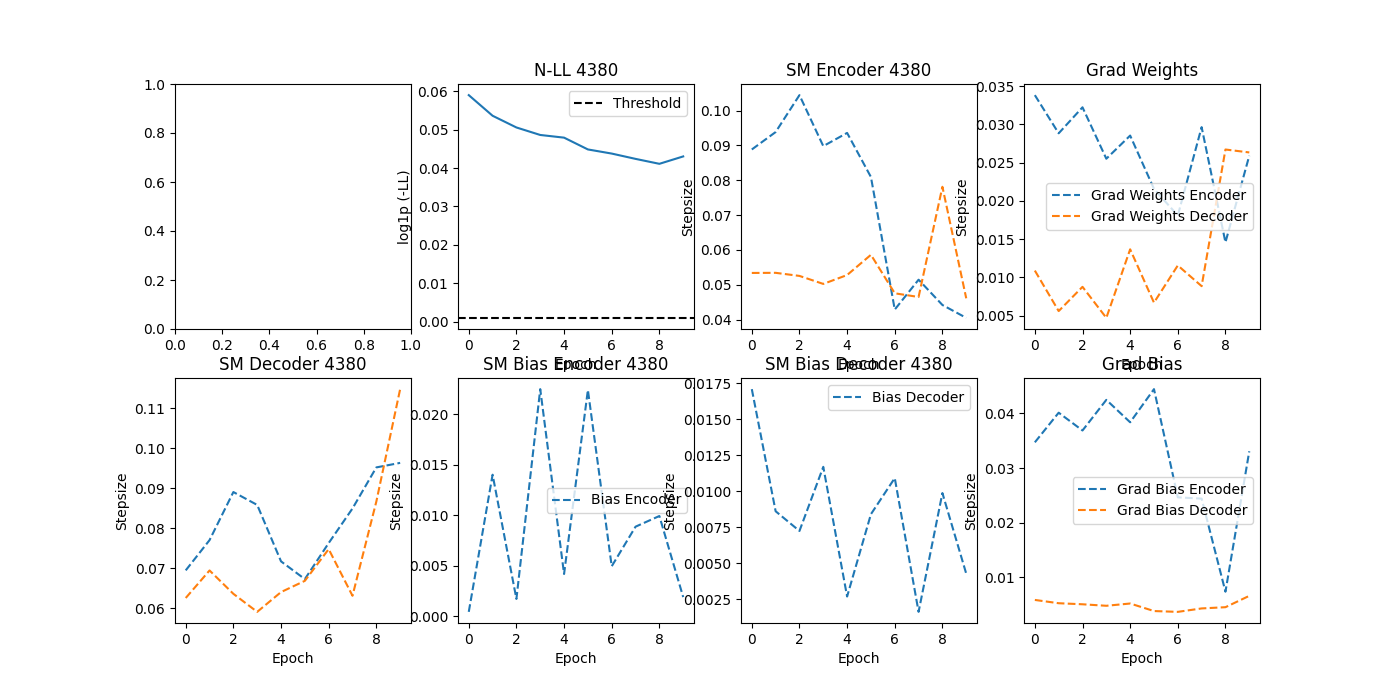 N-LL 4380
SM Encoder 4380
Grad Weights
1.0
0.8
0.6
0.4
0.2
0.0
0.0 0.2 0.4 0.6 0.8 1.0
log1p (-LL)
0.06
0.05
0.04
0.03
0.02
0.01
0.00
Threshold
0 2 4 6 8
Epoch
Stepsize
0.10
0.09
0.08
0.07
0.06
0.05
0.04
0 2 4 6 8
Epoch
Stepsize
0.035
0.030
0.025
0.020
0.015
0.010
0.005
Grad Weights Encoder
Grad Weights Decoder
0 2 4 6 8
Epoch
SM Decoder 4380
SM Bias Encoder 4380
SM Bias Decoder 4380
Grad Bias
Stepsize
0.11
0.10
0.09
0.08
0.07
0.06
0 2 4 6 8
Epoch
Stepsize
0.020
0.015
0.010
0.005
0.000
Bias Encoder
0 2 4 6 8
Stepsize
0.0175
0.0150
0.0125
0.0100
0.0075
0.0050
0.0025
Bias Decoder
0 2 4 6 8
Epoch
Stepsize
0.04
0.03
0.02
0.01
Grad Bias Encoder
Grad Bias Decoder
0 2 4 6 8
Epoch